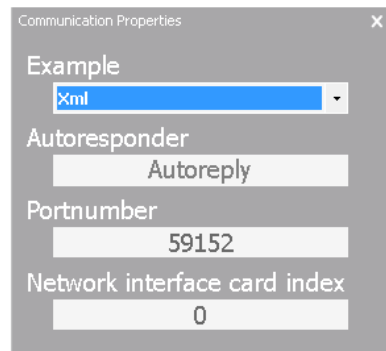 Communication Properties
Example
Xml
Autoresponder
Autoreply
Portnumber
59152
Network interface card index
0